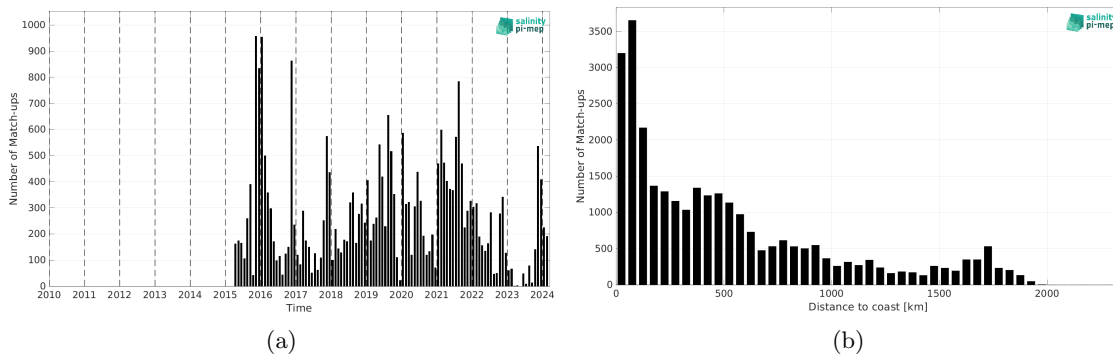 salinity
pi-mep
Number of Match-ups
1000
900
800
700
600
500
400
300
200
100
0
2010 2011 2012 2013 2014 2015 2016 2017 2018 2019 2020 2021 2022 2023 2024
Time
(a)
salinity
pi-mep
Number of Match-ups
3500
3000
2500
2000
1500
1000
500
0
0 500 1000 1500 2000
Distance to coast [km]
(b)